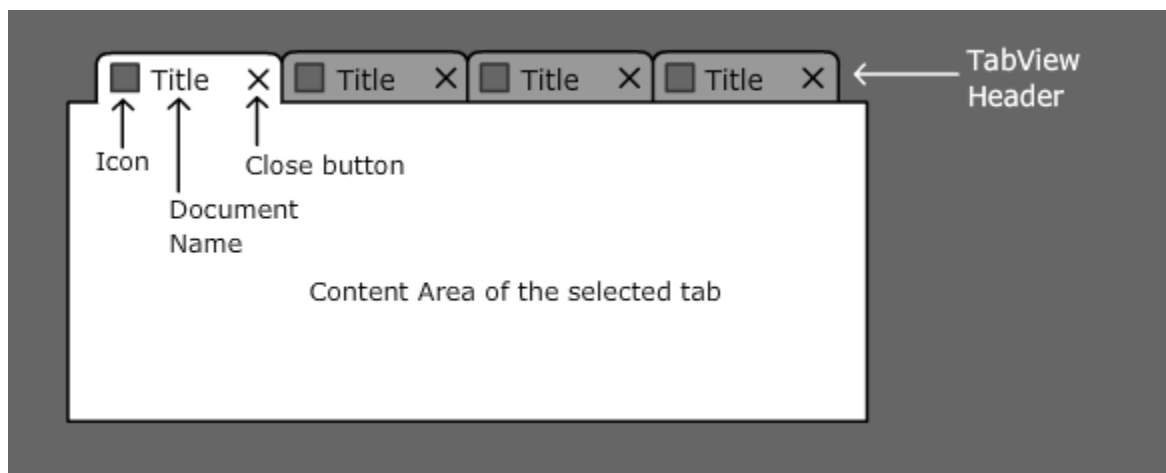 Title × Title × Title × Title ×
TabView
Header
Icon
Close button
Document
Name
Content Area of the selected tab